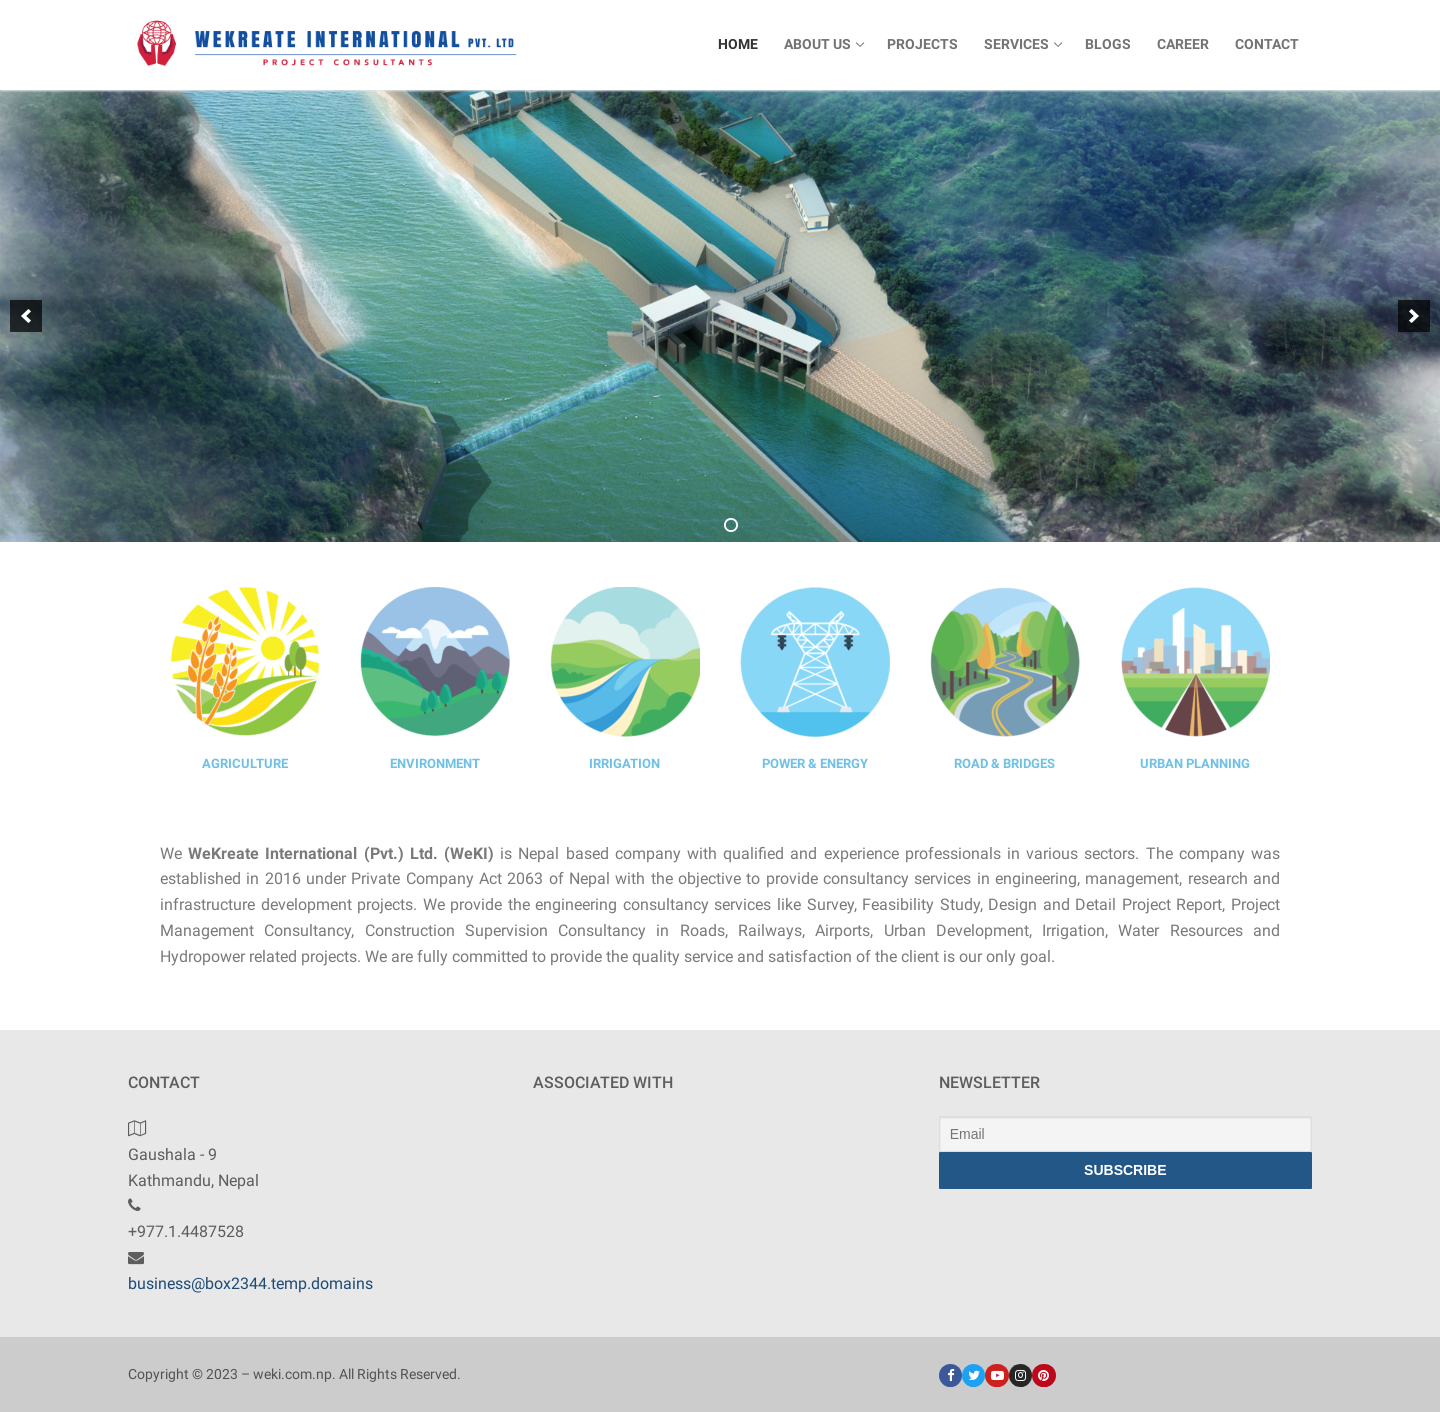 WEKREATE INTERNATIONAL PVT. LTD
PROJECT CONSULTANTS
HOME ABOUT US PROJECTS SERVICES BLOGS CAREER CONTACT
AGRICULTURE ENVIRONMENT IRRIGATION POWER & ENERGY ROAD & BRIDGES URBAN PLANNING
We WeKreate International (Pvt.) Ltd. (WeKI) is Nepal based company with qualified and experience professionals in various sectors. The company was
established in 2016 under Private Company Act 2063 of Nepal with the objective to provide consultancy services in engineering, management, research and
infrastructure development projects. We provide the engineering consultancy services like Survey, Feasibility Study, Design and Detail Project Report, Project
Management Consultancy, Construction Supervision Consultancy in Roads, Railways, Airports, Urban Development, Irrigation, Water Resources and
Hydropower related projects. We are fully committed to provide the quality service and satisfaction of the client is our only goal.
CONTACT
Gaushala - 9
Kathmandu, Nepal
+977.1.4487528
business@box2344.temp.domains
ASSOCIATED WITH
NEWSLETTER
Email
SUBSCRIBE
Copyright © 2023 – weki.com.np. All Rights Reserved.